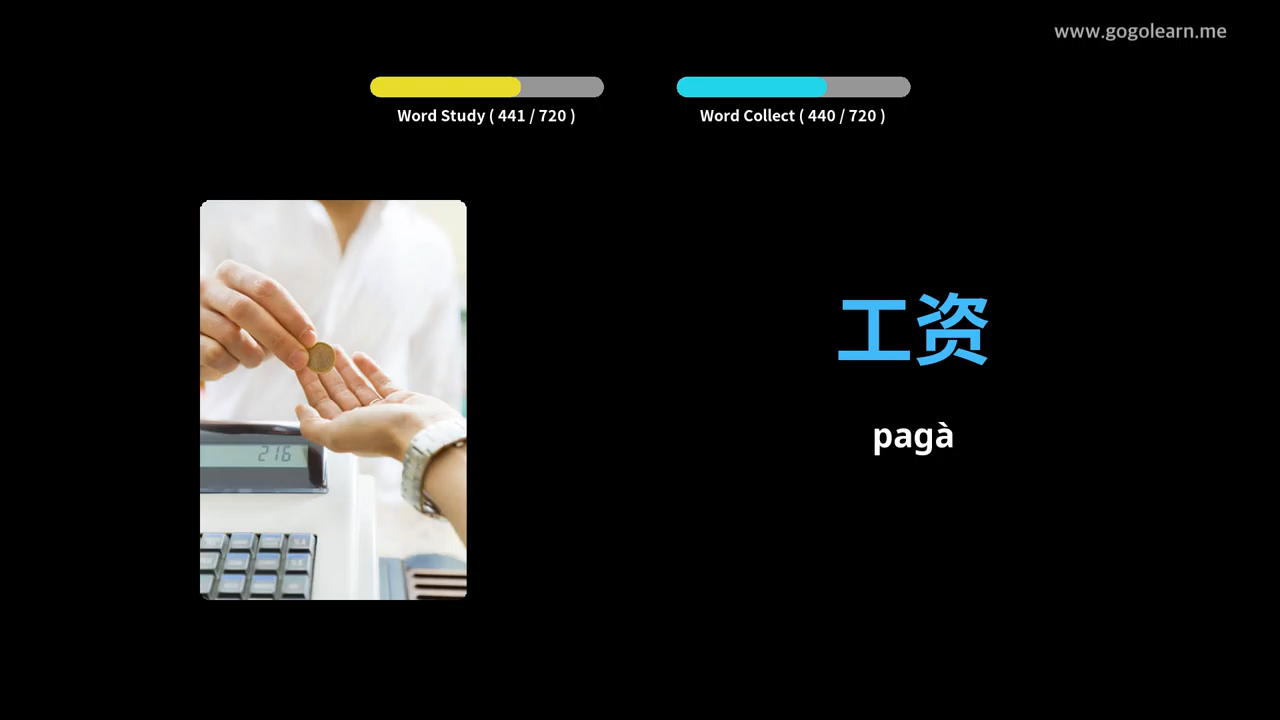 www.gogolearn.me
Word Study ( 441 / 720 )
Word Collect ( 440 / 720 )
工资
pagà
216